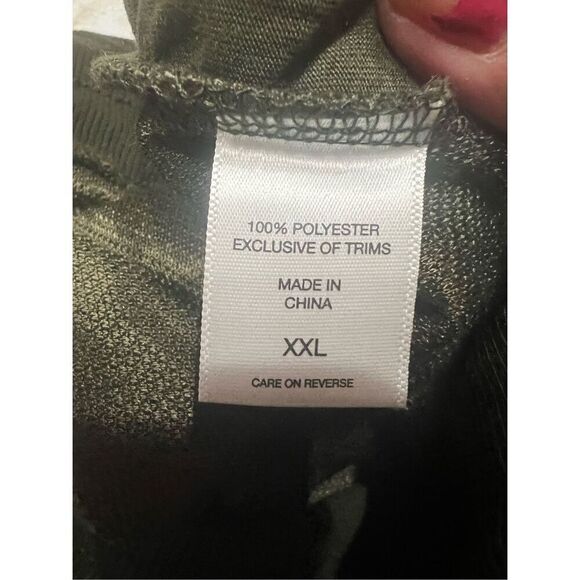 100% POLYESTER
EXCLUSIVE OF TRIMS
MADE IN
CHINA
XXL
CARE ON REVERSE